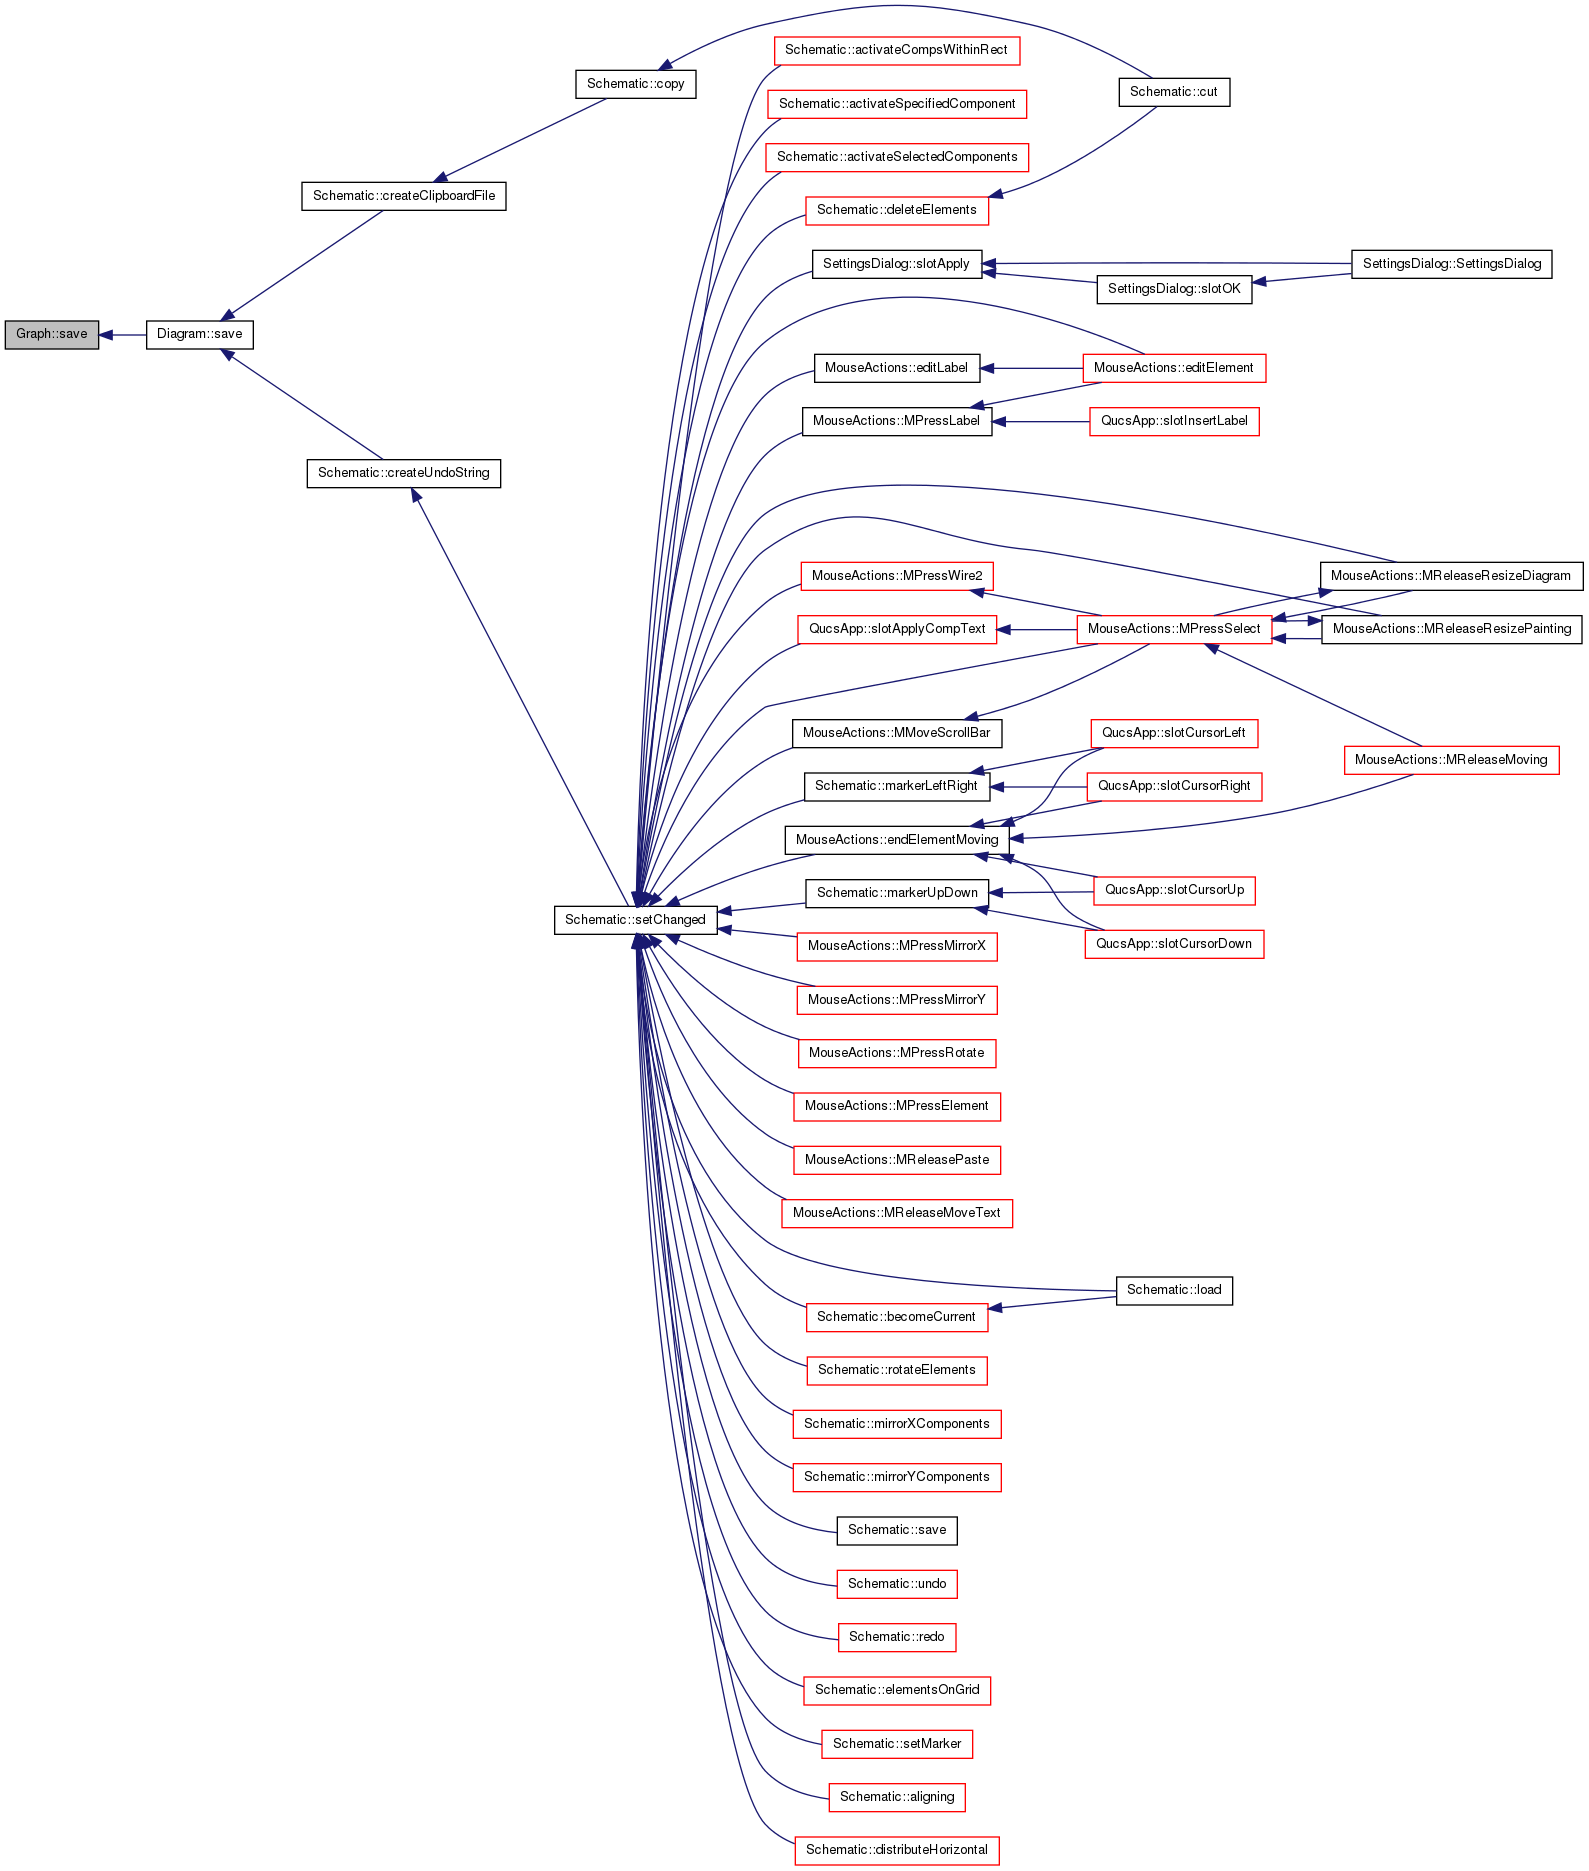 Schematic::activateCompsWithinRect
Schematic::copy
Schematic::cut
Schematic::activateSpecifiedComponent
Schematic::activateSelectedComponents
Schematic::createClipboardFile
Schematic::deleteElements
SettingsDialog::slotApply
SettingsDialog::SettingsDialog
SettingsDialog::slotOK
Graph::save
Diagram::save
MouseActions::editLabel
MouseActions::editElement
MouseActions::MPressLabel
QucsApp::slotInsertLabel
Schematic::createUndoString
MouseActions::MPressWire2
MouseActions::MReleaseResizeDiagram
QucsApp::slotApplyCompText
MouseActions::MPressSelect
MouseActions::MReleaseResizePainting
MouseActions::MMoveScrollBar
QucsApp::slotCursorLeft
MouseActions::MReleaseMoving
Schematic::markerLeftRight
QucsApp::slotCursorRight
MouseActions::endElementMoving
Schematic::markerUpDown
QucsApp::slotCursorUp
Schematic::setChanged
MouseActions::MPressMirrorX
QucsApp::slotCursorDown
MouseActions::MPressMirrorY
MouseActions::MPressRotate
MouseActions::MPressElement
MouseActions::MReleasePaste
MouseActions::MReleaseMoveText
Schematic::load
Schematic::becomeCurrent
Schematic::rotateElements
Schematic::mirrorXComponents
Schematic::mirrorYComponents
Schematic::save
Schematic::undo
Schematic::redo
Schematic::elementsOnGrid
Schematic::setMarker
Schematic::aligning
Schematic::distributeHorizontal